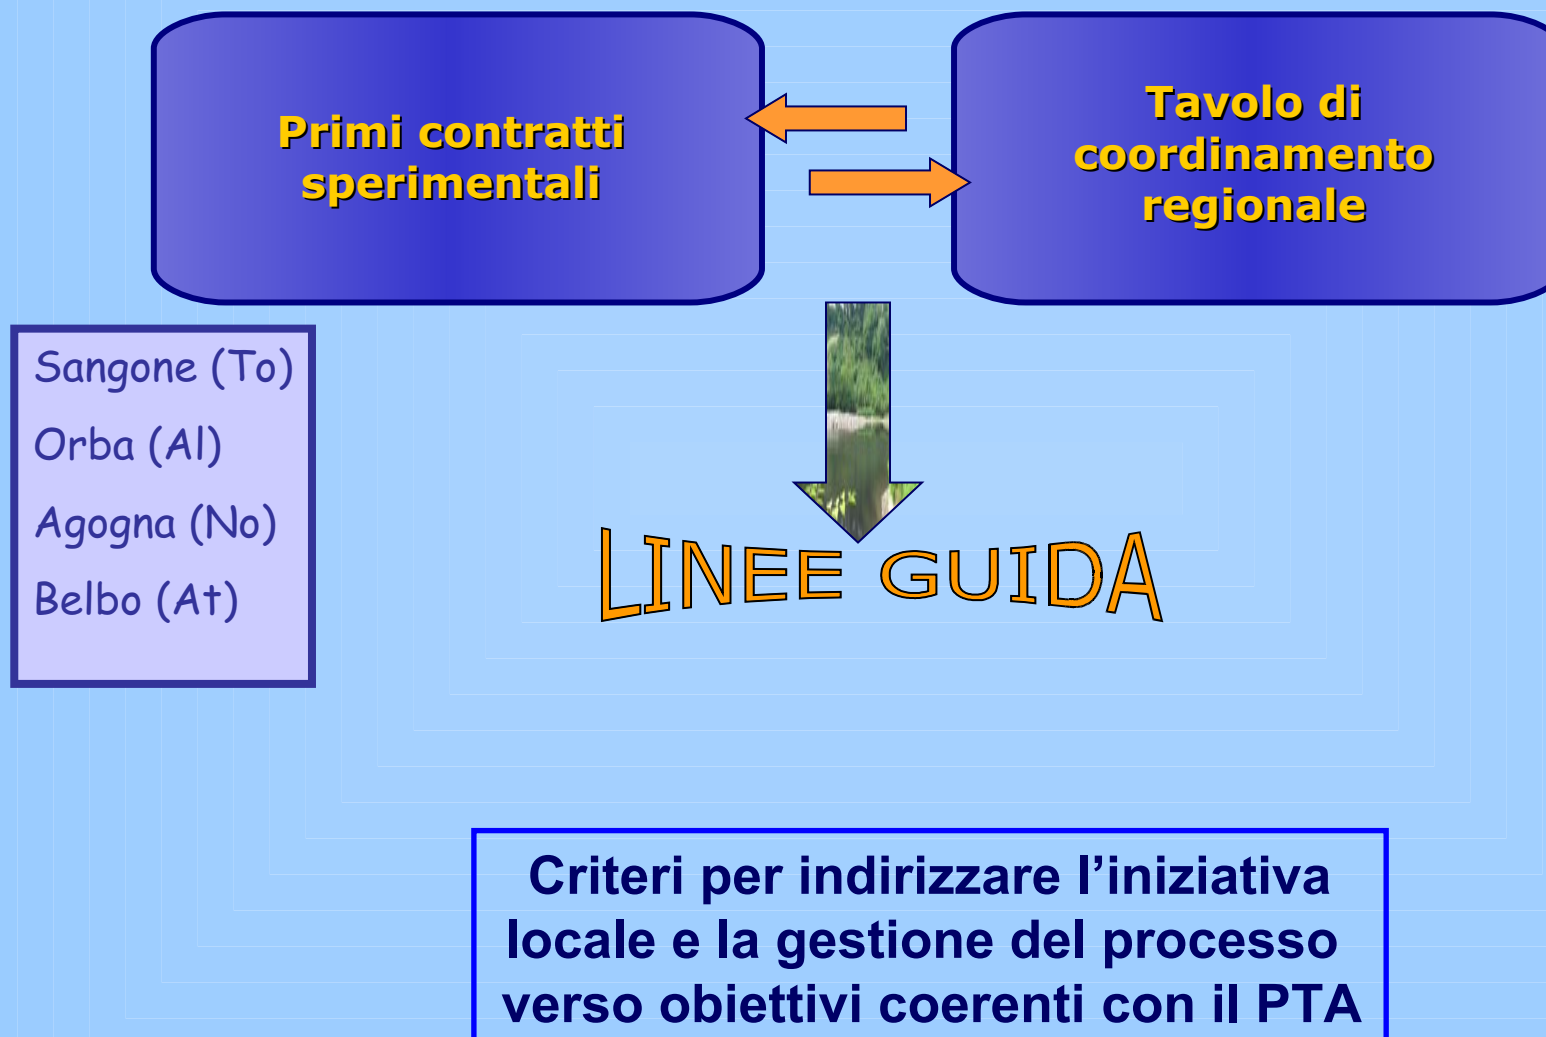 Primi contratti
sperimentali
Tavolo di
coordinamento
regionale
Sangone (To)
Orba (Al)
Agogna (No)
Belbo (At)
LINEE GUIDA
Criteri per indirizzare l’iniziativa
locale e la gestione del processo
verso obiettivi coerenti con il PTA